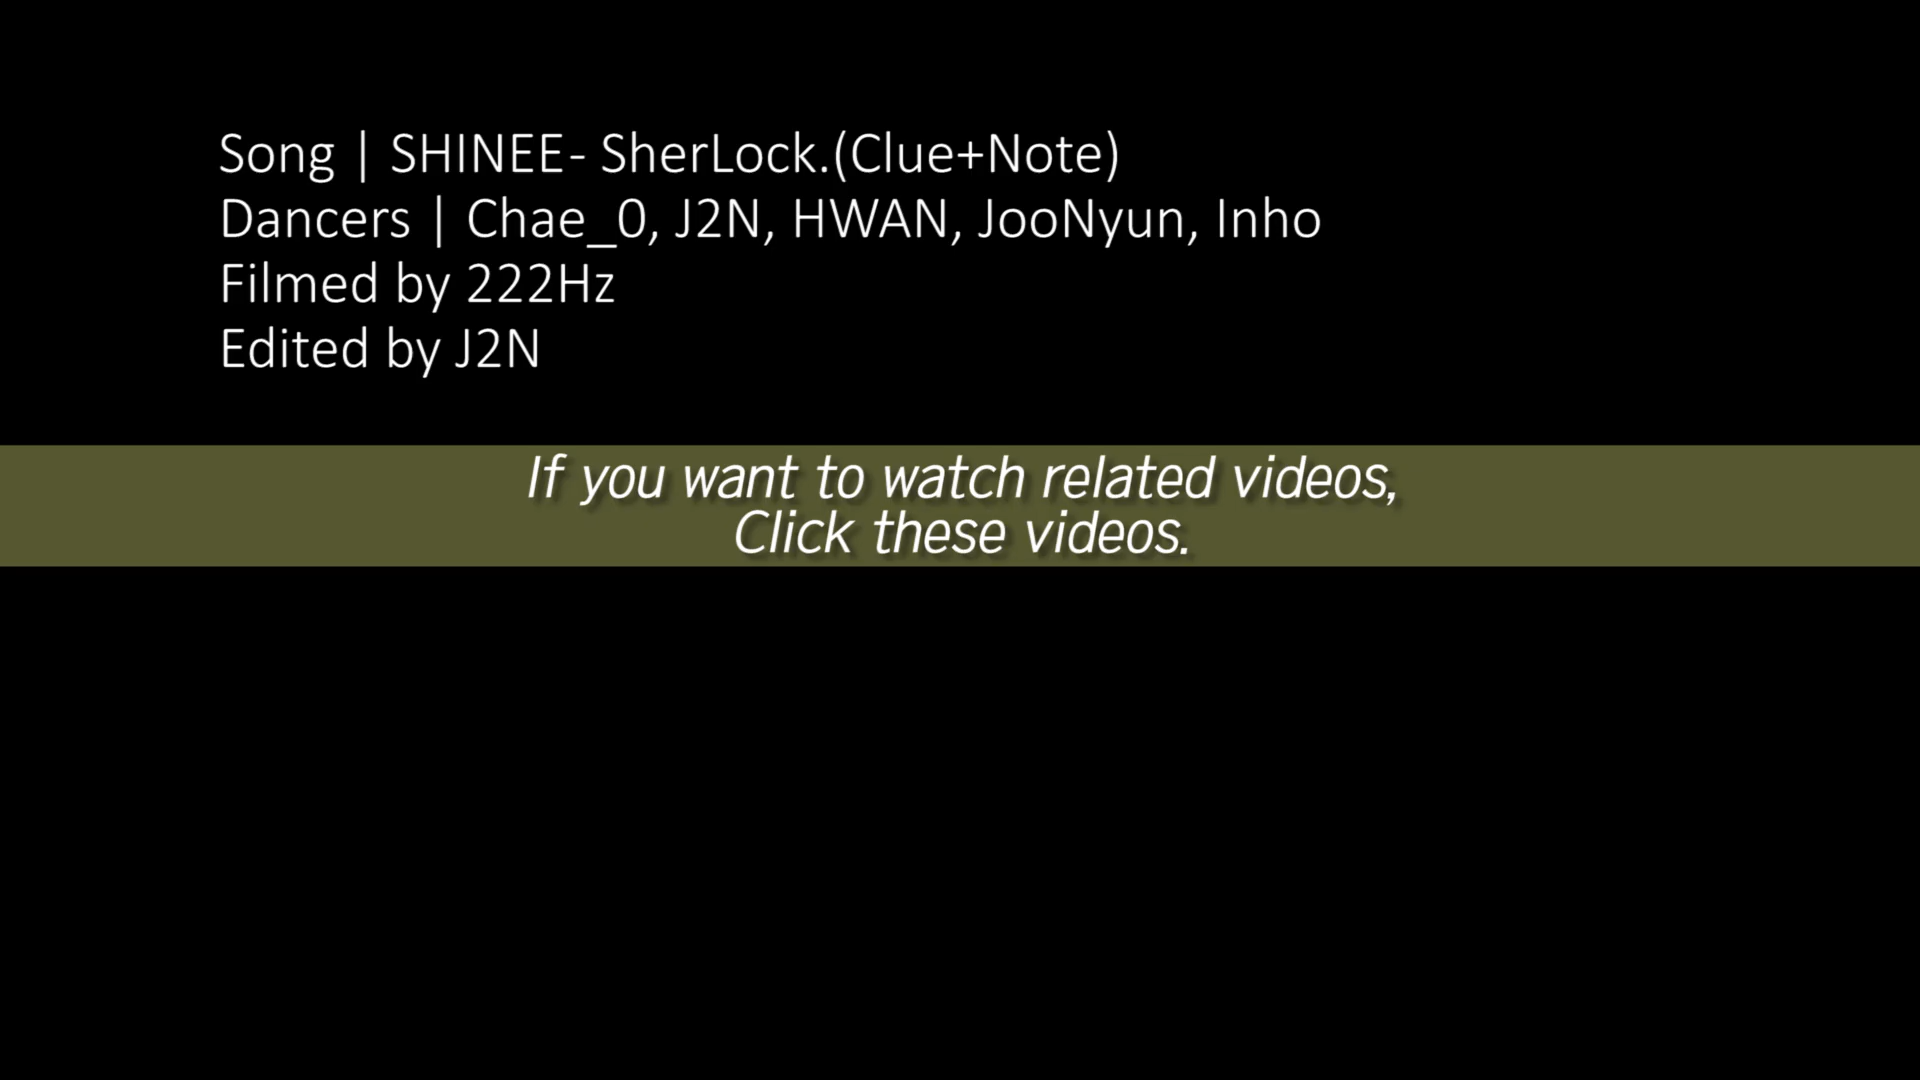 Song | SHINEE- SherLock.(Clue+Note)
Dancers | Chae_0, J2N, HWAN, JooNyun, Inho
Filmed by 222Hz
Edited by J2N
If you want to watch related videos,
Click these videos.